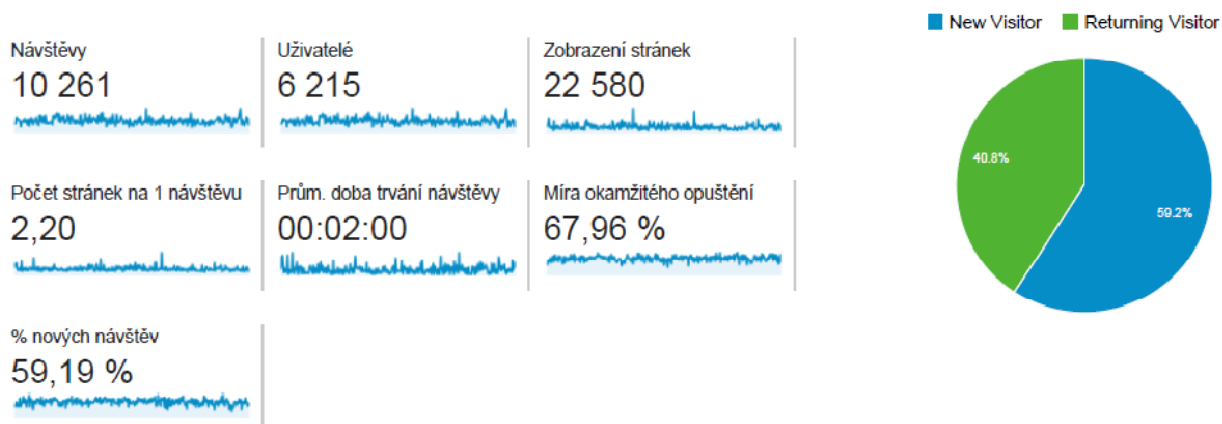 New Visitor Returning Visitor
Návštěvy
10 261
Uživatelé
6 215
Zobrazení stránek
22 580
Počet stránek na 1 návštěvu
2,20
Prům. doba trvání návštěvy
00:02:00
Míra okamžitého opuštění
67,96 %
% nových návštěv
59,19 %
40.8%
59.2%